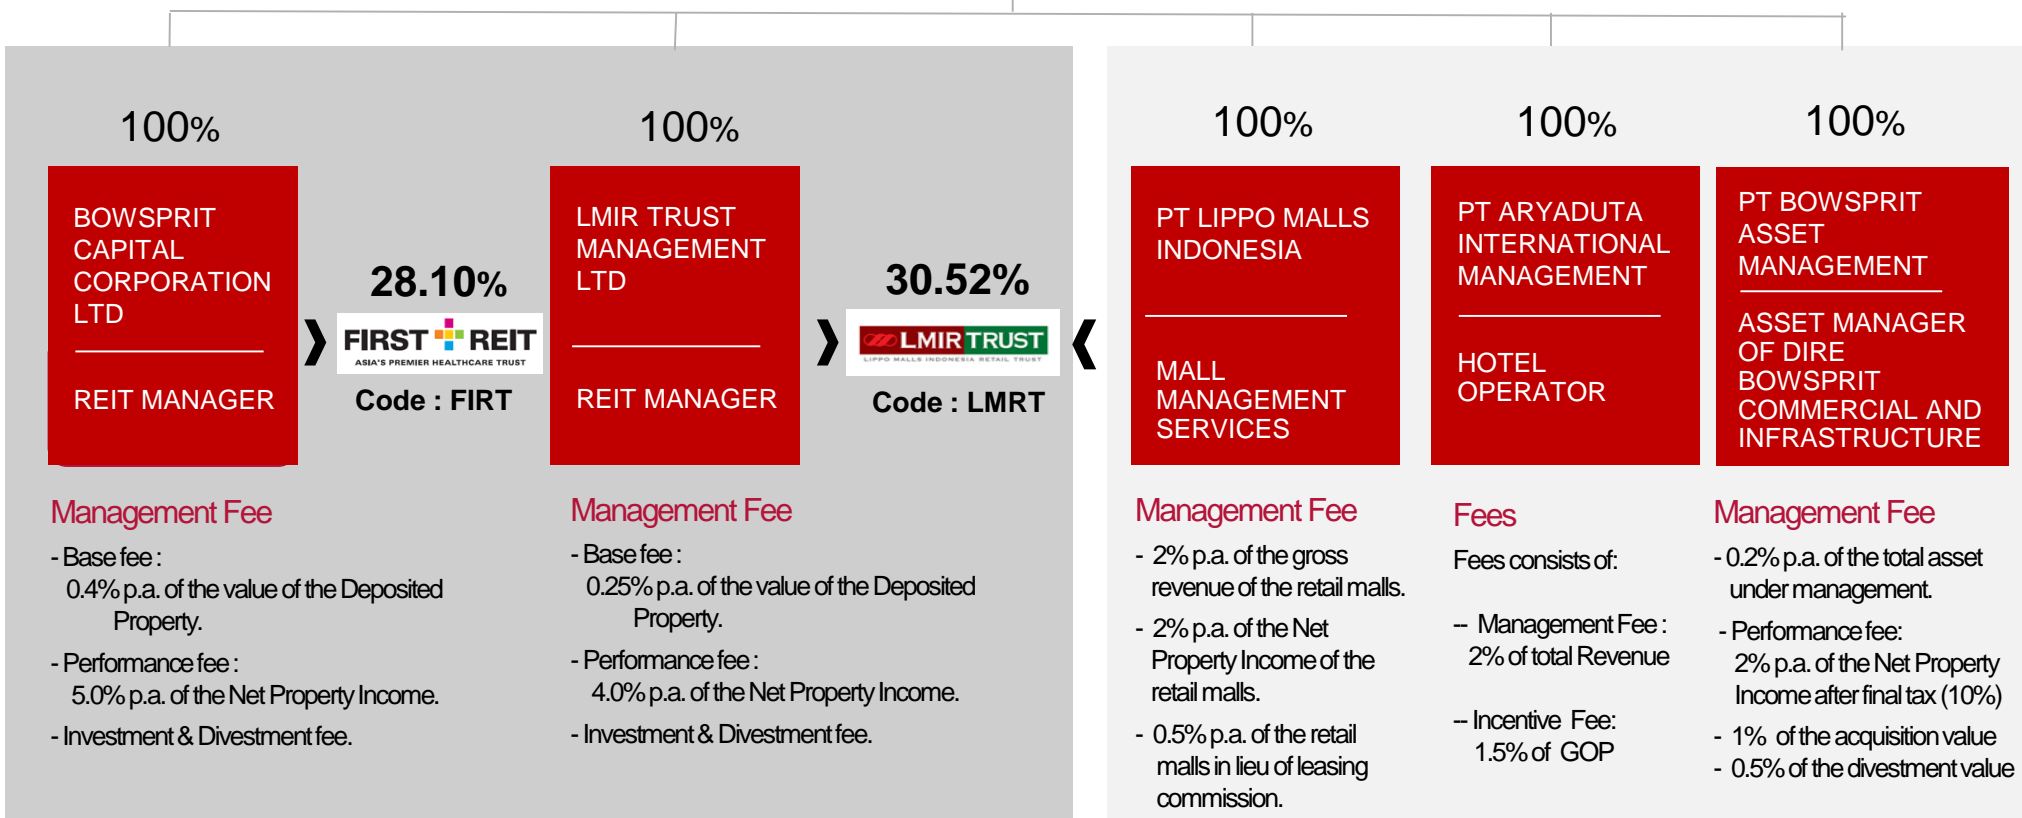 100%
BOWSPRIT
CAPITAL
CORPORATION
LTD
REIT MANAGER
28.10%
FIRST REIT
ASIA'S PREMIER HEALTHCARE TRUST
Code : FIRT
100%
LMIR TRUST
MANAGEMENT
LTD
REIT MANAGER
30.52%
LMIR TRUST
LIPPO MALLS INDONESIA RETAIL TRUST
Code : LMRT
100%
PT LIPPO MALLS
INDONESIA
MALL
MANAGEMENT
SERVICES
100%
PT ARYADUTA
INTERNATIONAL
MANAGEMENT
HOTEL
OPERATOR
100%
PT BOWSPRIT
ASSET
MANAGEMENT
ASSET MANAGER
OF DIRE
BOWSPRIT
COMMERCIAL AND
INFRASTRUCTURE
Management Fee
- Base fee :
0.4% p.a. of the value of the Deposited
Property.
- Performance fee :
5.0% p.a. of the Net Property Income.
- Investment & Divestment fee.
Management Fee
- Base fee :
0.25% p.a. of the value of the Deposited
Property.
- Performance fee :
4.0% p.a. of the Net Property Income.
- Investment & Divestment fee.
Management Fee
- 2% p.a. of the gross
revenue of the retail malls.
- 2% p.a. of the Net
Property Income of the
retail malls.
- 0.5% p.a. of the retail
malls in lieu of leasing
commission.
Fees
Fees consists of:
-- Management Fee :
2% of total Revenue
-- Incentive Fee:
1.5% of GOP
Management Fee
- 0.2% p.a. of the total asset
under management.
- Performance fee:
2% p.a. of the Net Property
Income after final tax (10%)
- 1% of the acquisition value
- 0.5% of the divestment value